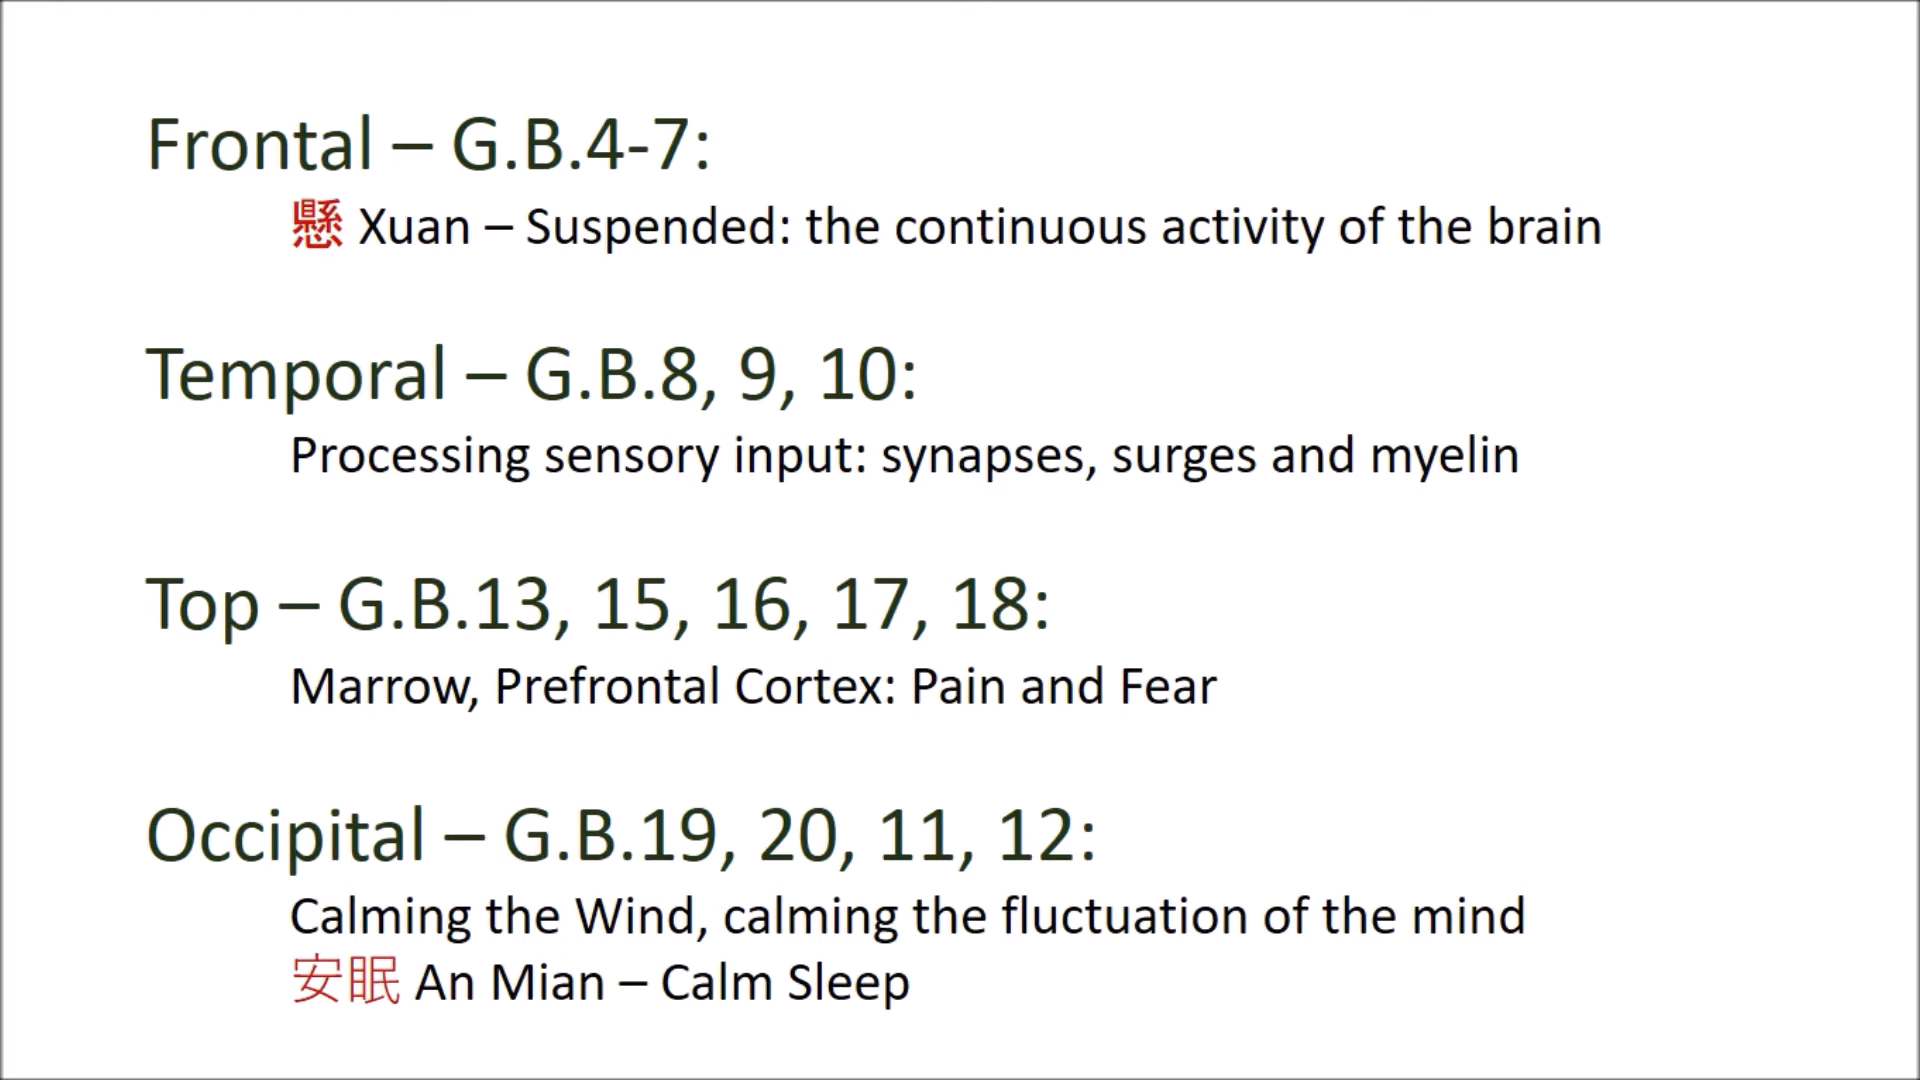 Frontal – G.B.4-7:
懸 Xuan – Suspended: the continuous activity of the brain
Temporal – G.B.8, 9, 10:
Processing sensory input: synapses, surges and myelin
Top – G.B.13, 15, 16, 17, 18:
Marrow, Prefrontal Cortex: Pain and Fear
Occipital – G.B.19, 20, 11, 12:
Calming the Wind, calming the fluctuation of the mind
安眠 An Mian – Calm Sleep